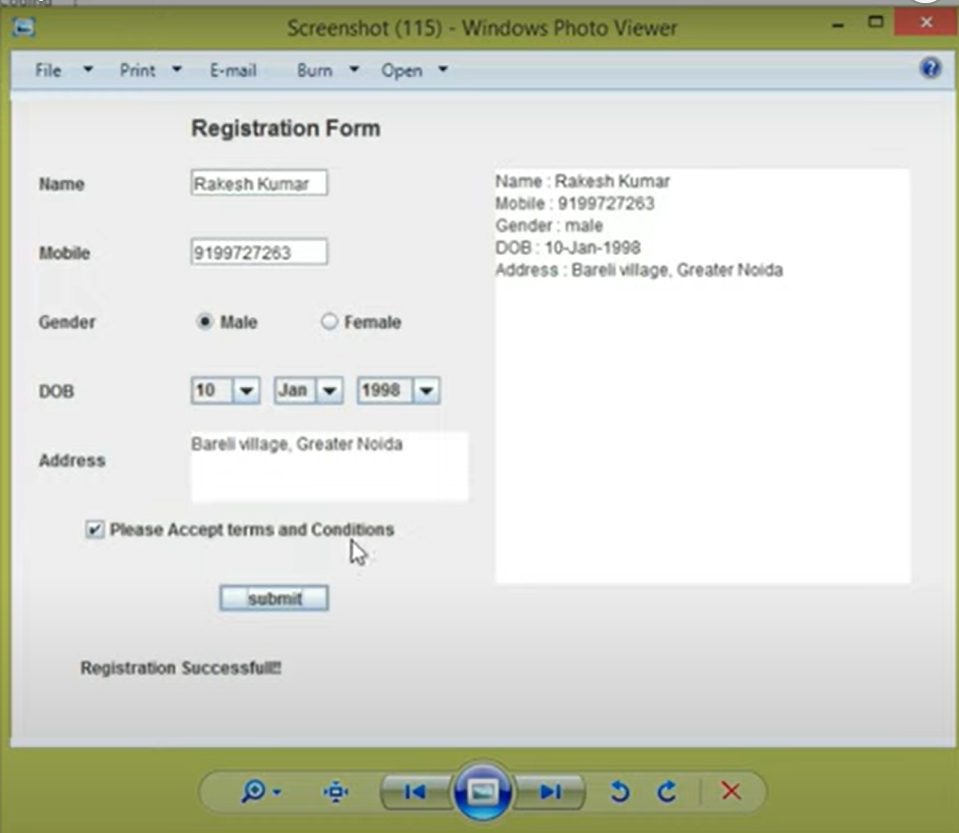 Screenshot (115) - Windows Photo Viewer
File Print E-mail Burn Open
Registration Form
Name Rakesh Kumar
Mobile 9199727263
Gender Male Female
DOB 10 Jan 1998
Address Bareli village, Greater Noida
Please Accept terms and Conditions
submit
Registration Successfull!!
Name : Rakesh Kumar
Mobile : 9199727263
Gender : male
DOB : 10-Jan-1998
Address : Bareli village, Greater Noida